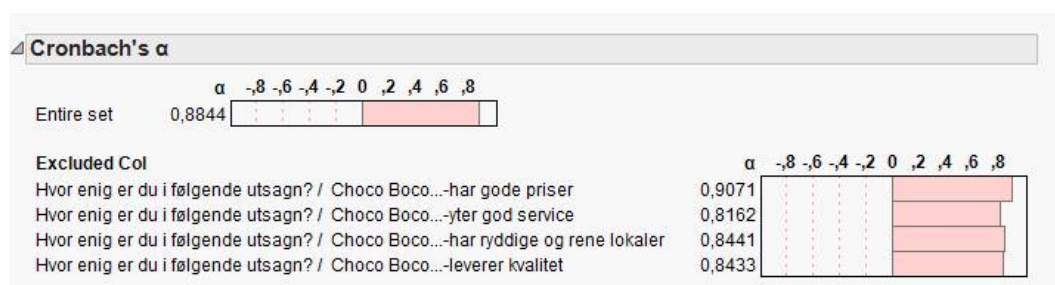 Cronbach's α
α -,8 -,6 -,4 -,2 0 ,2 ,4 ,6 ,8
Entire set 0,8844
Excluded Col α -,8 -,6 -,4 -,2 0 ,2 ,4 ,6 ,8
Hvor enig er du i følgende utsagn? / Choco Boco...-har gode priser 0,9071
Hvor enig er du i følgende utsagn? / Choco Boco...-yter god service 0,8162
Hvor enig er du i følgende utsagn? / Choco Boco...-har ryddige og rene lokaler 0,8441
Hvor enig er du i følgende utsagn? / Choco Boco...-leverer kvalitet 0,8433